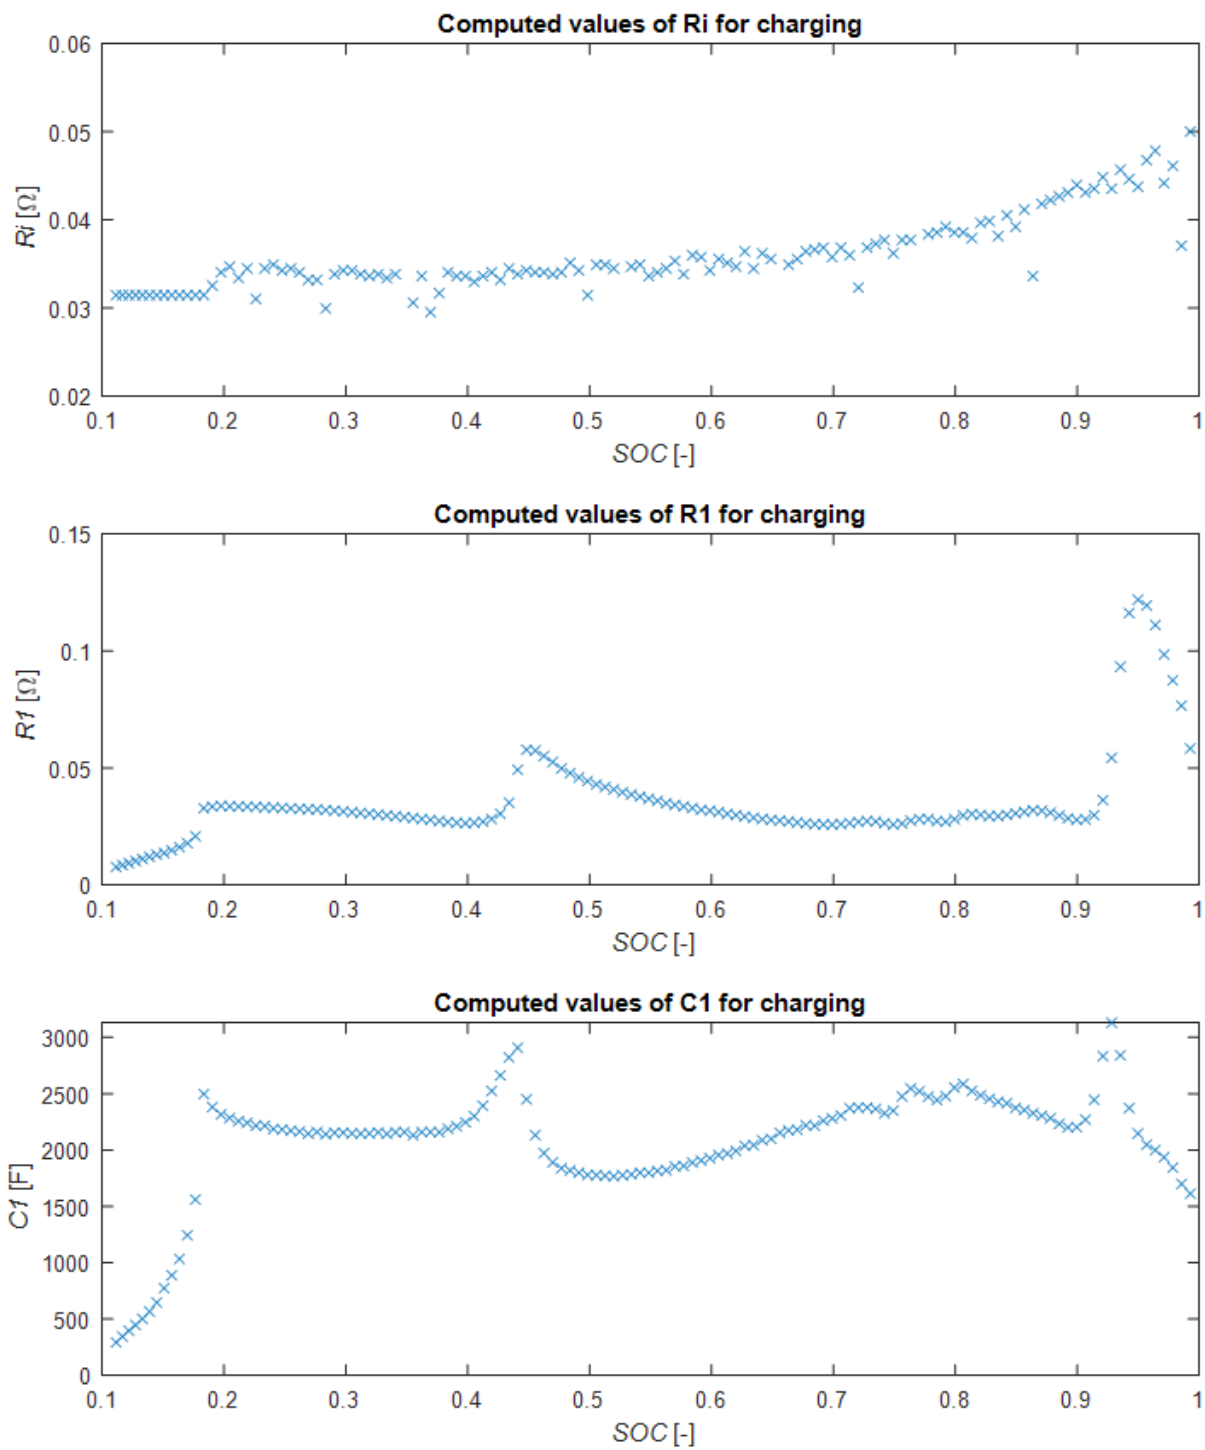 Computed values of Ri for charging
0.06
0.05
0.04
0.03
0.02
Ri [Ω]
0.1 0.2 0.3 0.4 0.5 0.6 0.7 0.8 0.9 1
SOC [-]
Computed values of R1 for charging
0.15
0.1
0.05
0
R1 [Ω]
0.1 0.2 0.3 0.4 0.5 0.6 0.7 0.8 0.9 1
SOC [-]
Computed values of C1 for charging
3000
2500
2000
1500
1000
500
0
C1 [F]
0.1 0.2 0.3 0.4 0.5 0.6 0.7 0.8 0.9 1
SOC [-]